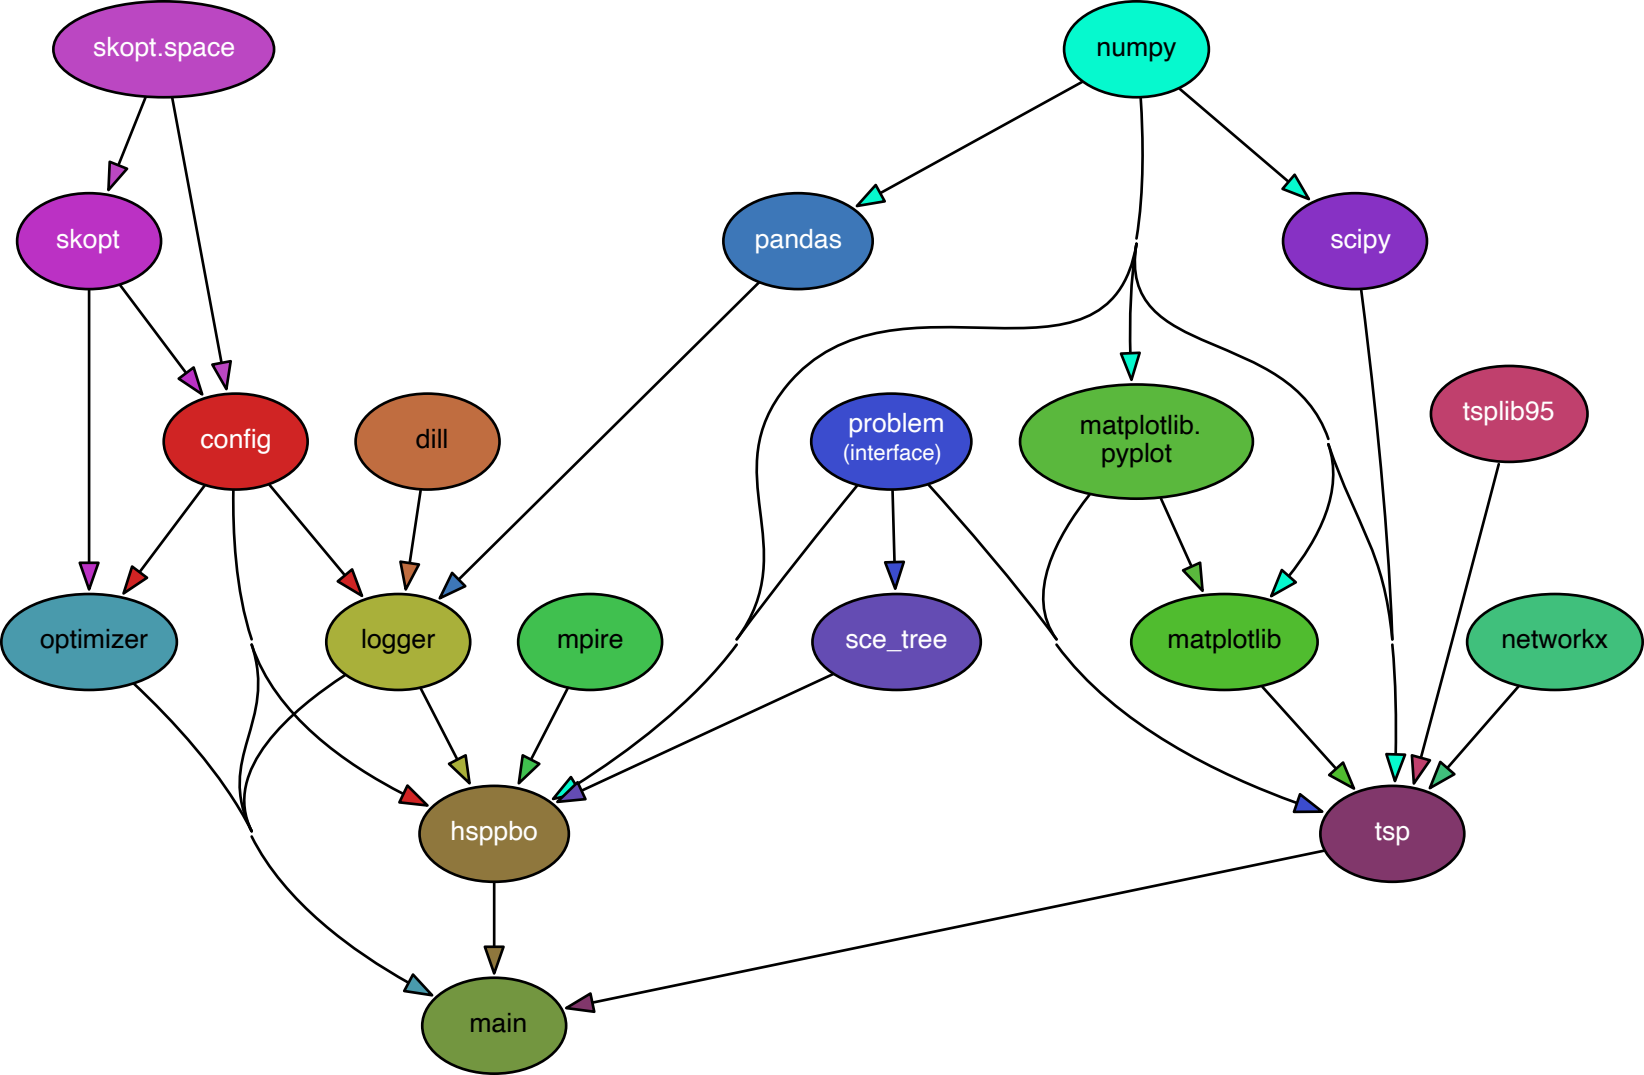 skopt.space
numpy
skopt
pandas
scipy
config
dill
problem
(interface)
matplotlib.
pyplot
tsplib95
optimizer
logger
mpire
sce_tree
matplotlib
networkx
hsppbo
tsp
main